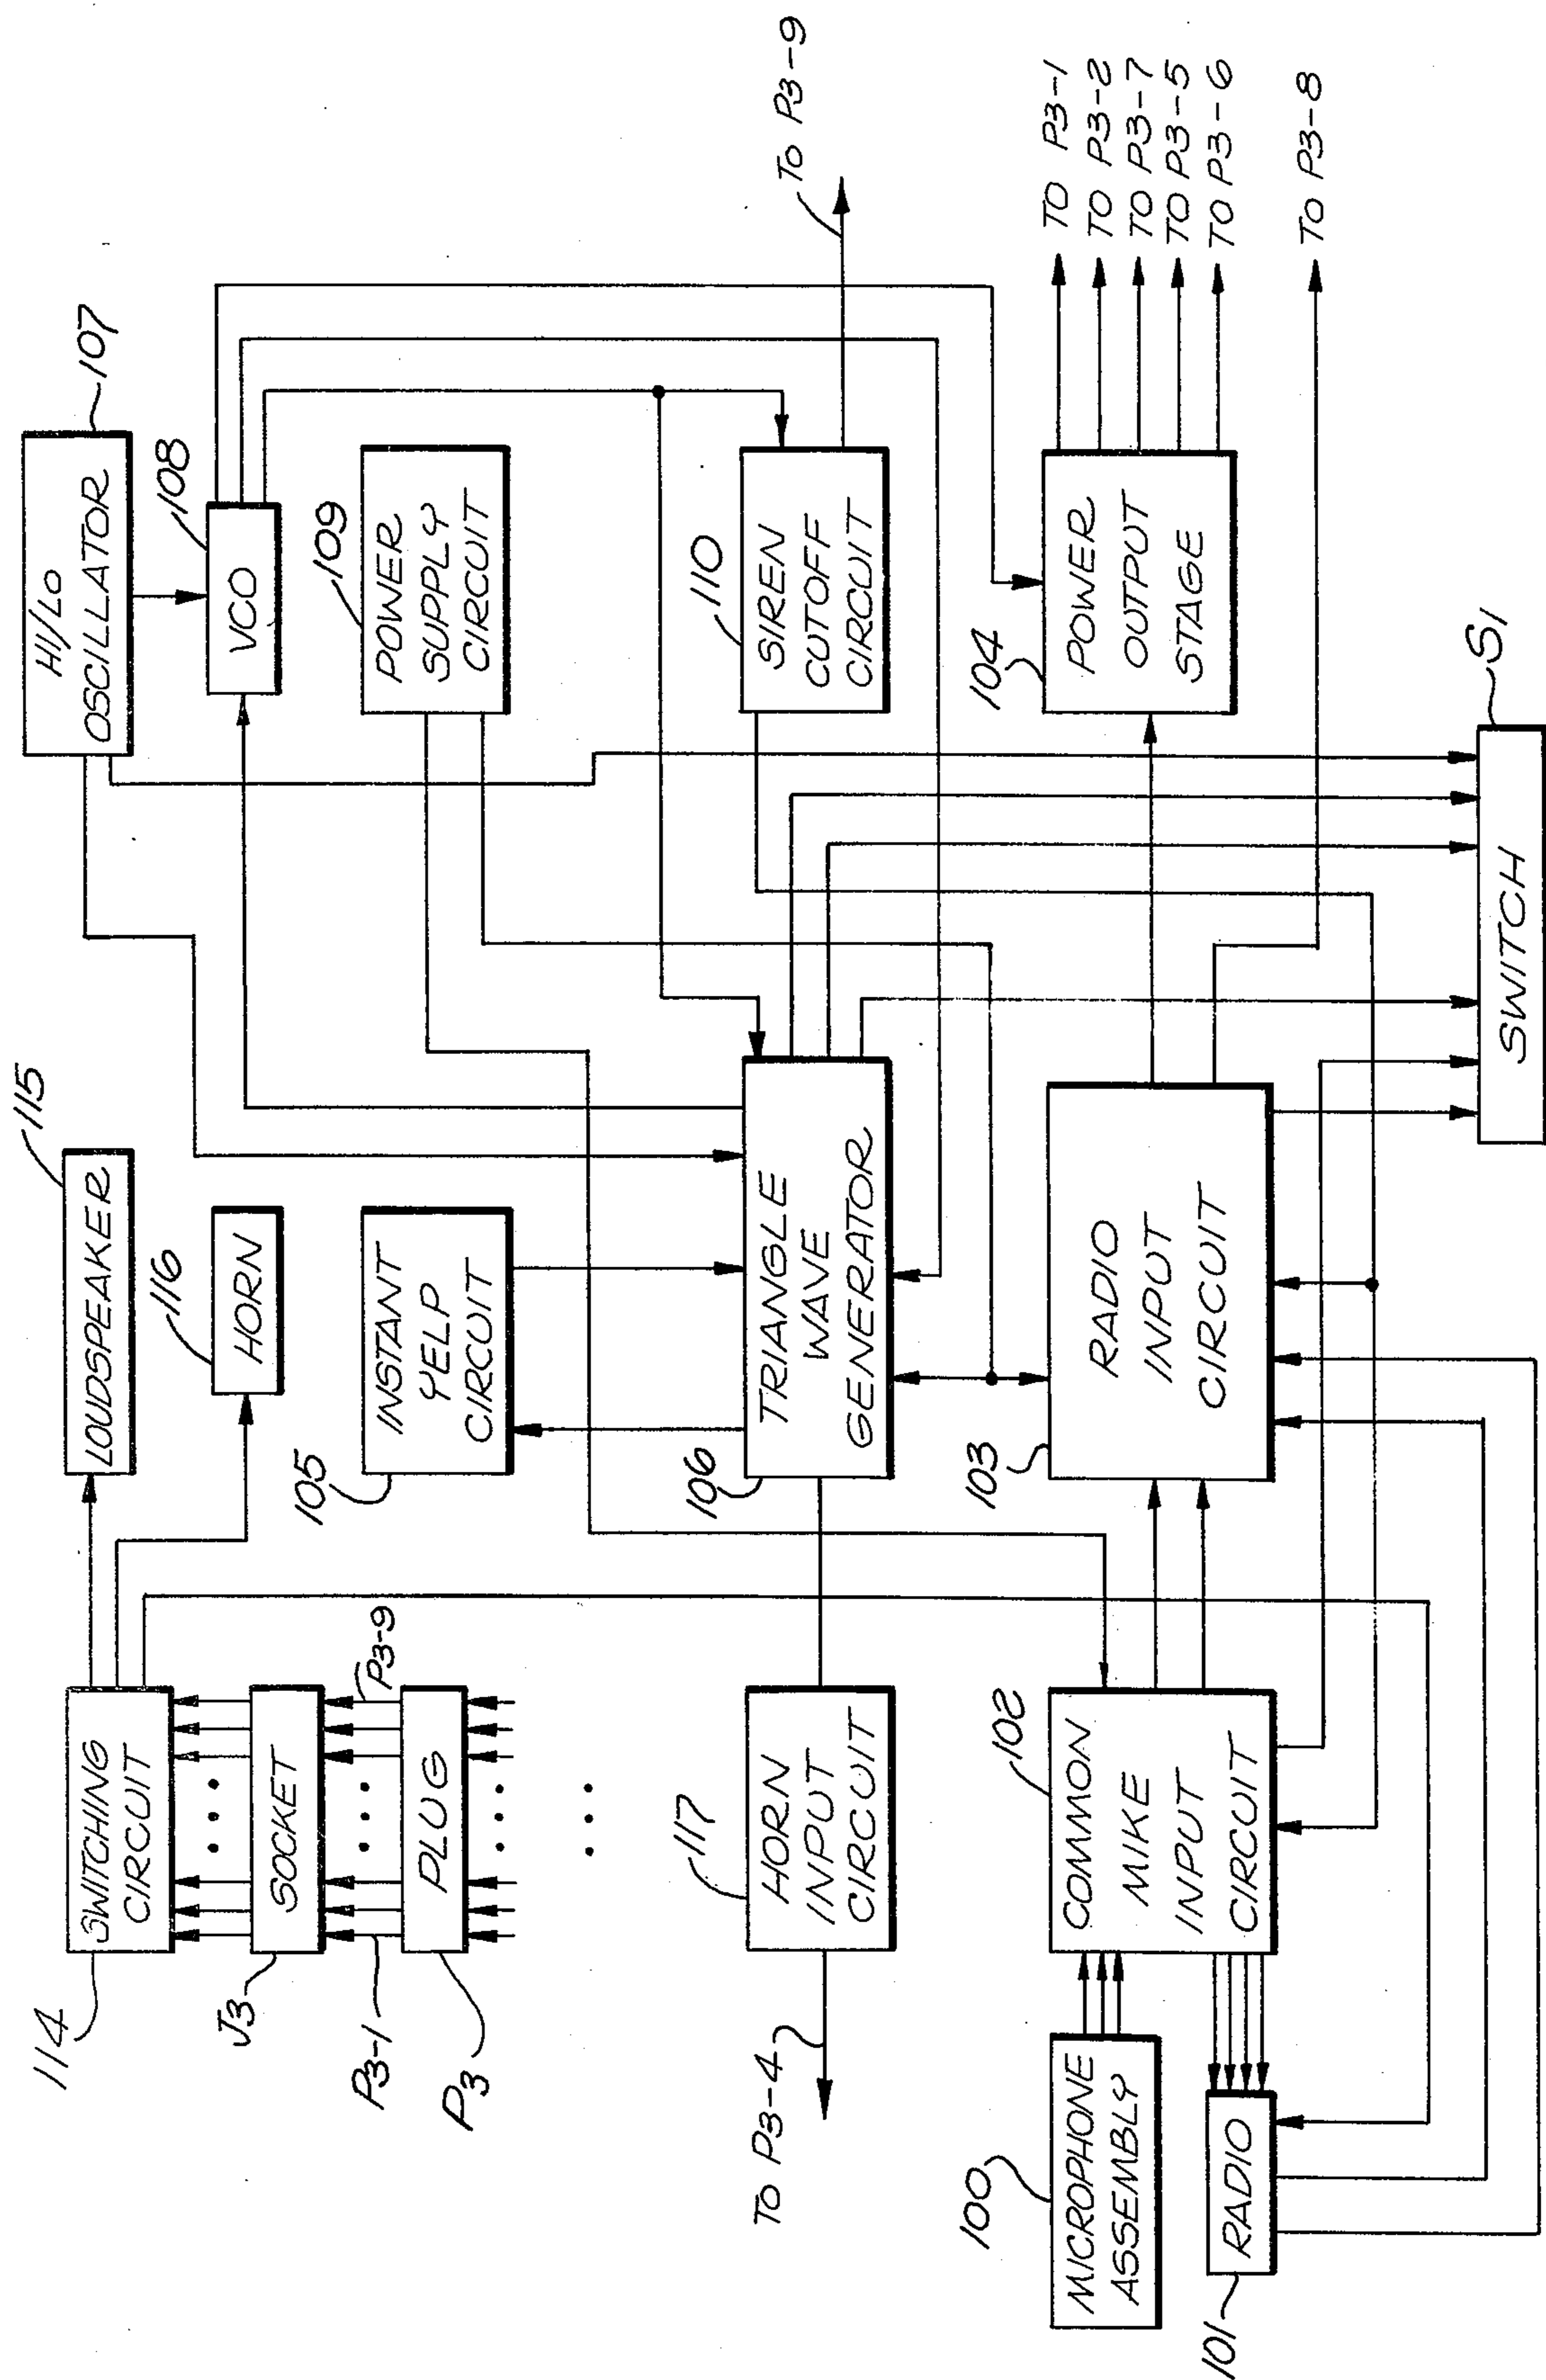 114
SWITCHING
CIRCUIT
J3
SOCKET
P3-1
P3-9
P3
PLUG
115
LOUDSPEAKER
116
HORN
HI/LO
OSCILLATOR
107
VCO
108
105
INSTANT
YELP
CIRCUIT
109
POWER
SUPPLY
CIRCUIT
To P3-4
117
HORN
INPUT
CIRCUIT
106
TRIANGLE
WAVE
GENERATOR
110
SIREN
CUTOFF
CIRCUIT
To P3-9
100
MICROPHONE
ASSEMBLY
101
RADIO
102
COMMON
MIKE
INPUT
CIRCUIT
103
RADIO
INPUT
CIRCUIT
104
POWER
OUTPUT
STAGE
TO P3-1
TO P3-2
TO P3-7
TO P3-5
TO P3-6
TO P3-8
SWITCH
S1